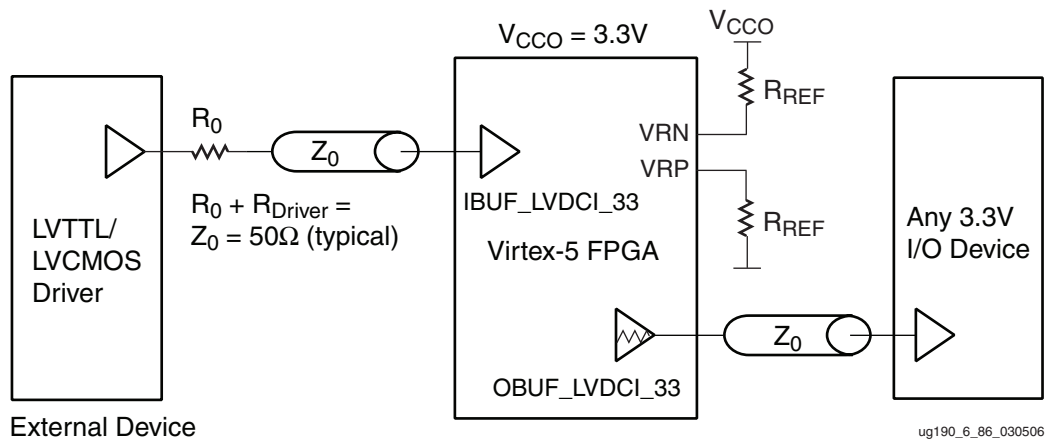 V_CCO = 3.3V
V_CCO
R_REF
R_0
Z_0
VRN
VRP
IBUF_LVDCI_33
R_0 + R_Driver =
Z_0 = 50Ω (typical)
LVTTL/
LVCMOS
Driver
Virtex-5 FPGA
R_REF
Any 3.3V
I/O Device
Z_0
OBUF_LVDCI_33
External Device
ug190_6_86_030506